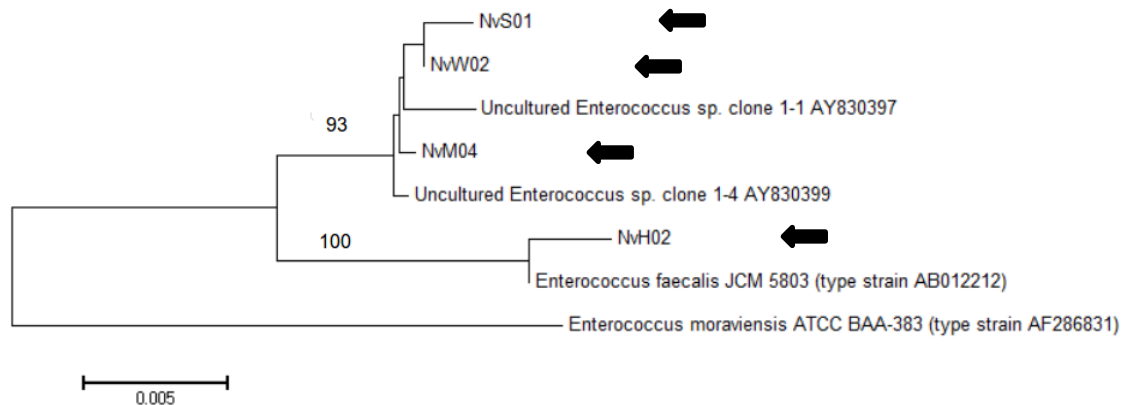 NvS01
NvW02
Uncultured Enterococcus sp. clone 1-1 AY830397
93
NvM04
Uncultured Enterococcus sp. clone 1-4 AY830399
100
NvH02
Enterococcus faecalis JCM 5803 (type strain AB012212)
Enterococcus moraviensis ATCC BAA-383 (type strain AF286831)
0.005